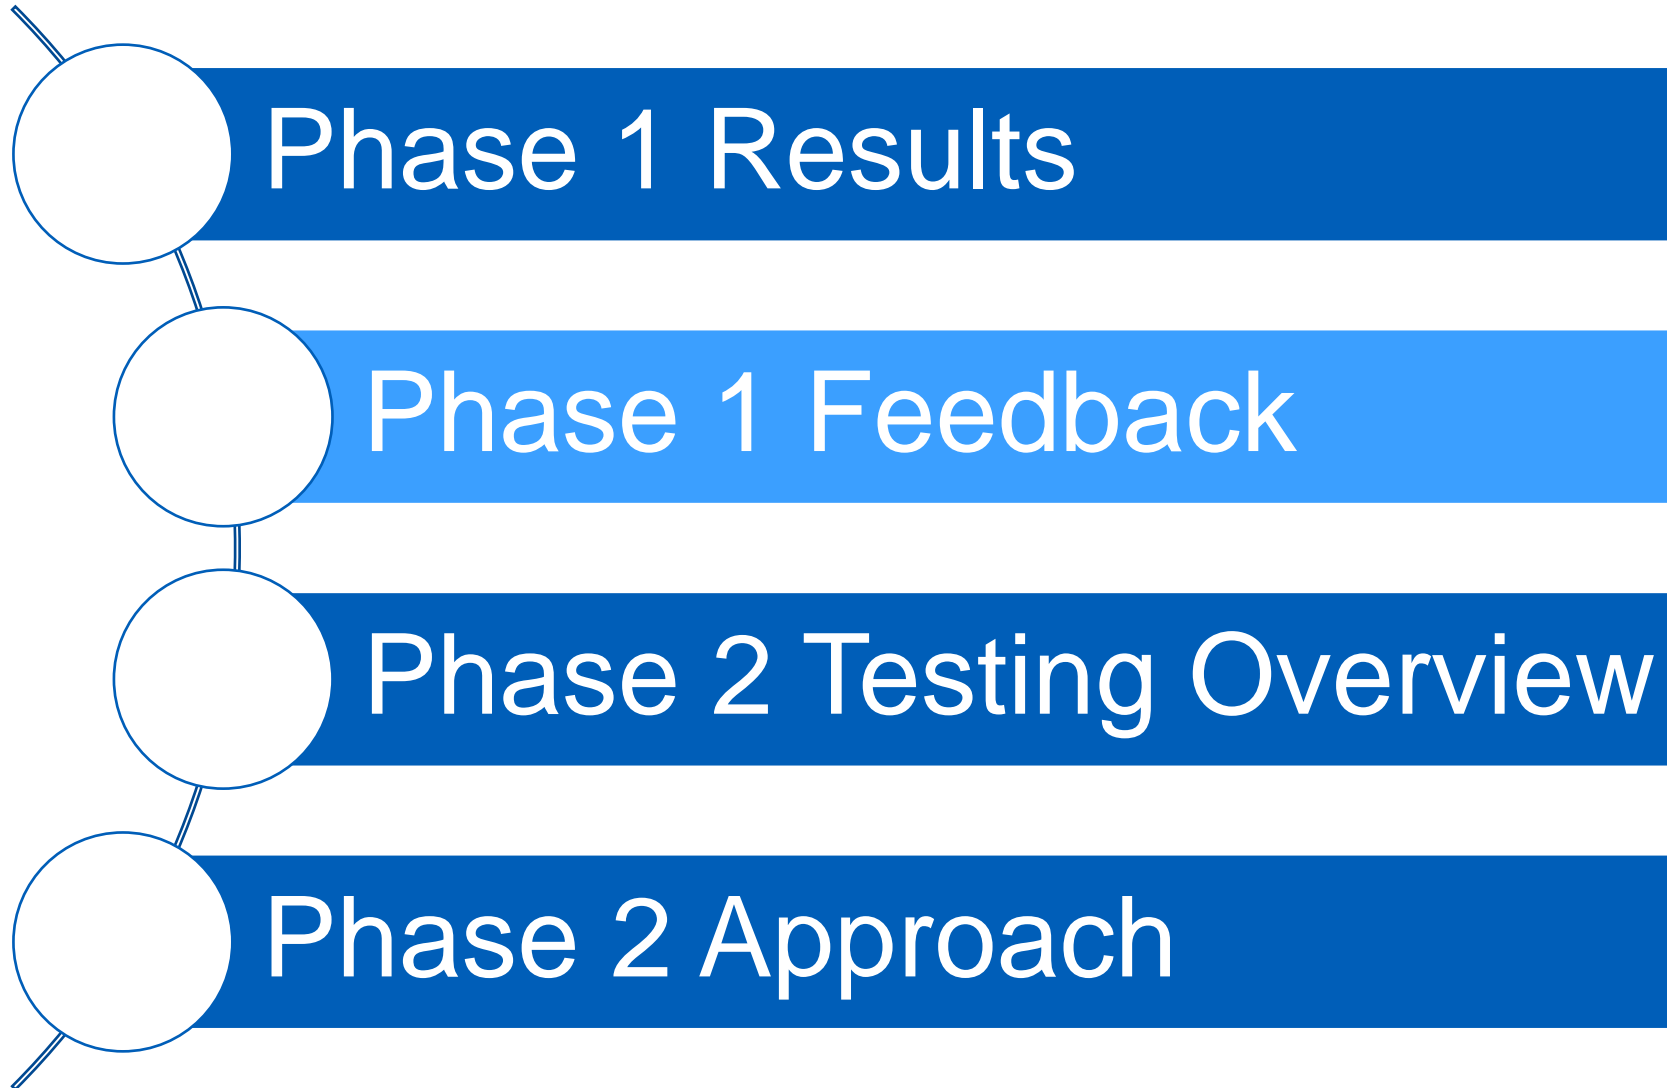 Phase 1 Results
Phase 1 Feedback
Phase 2 Testing Overview
Phase 2 Approach